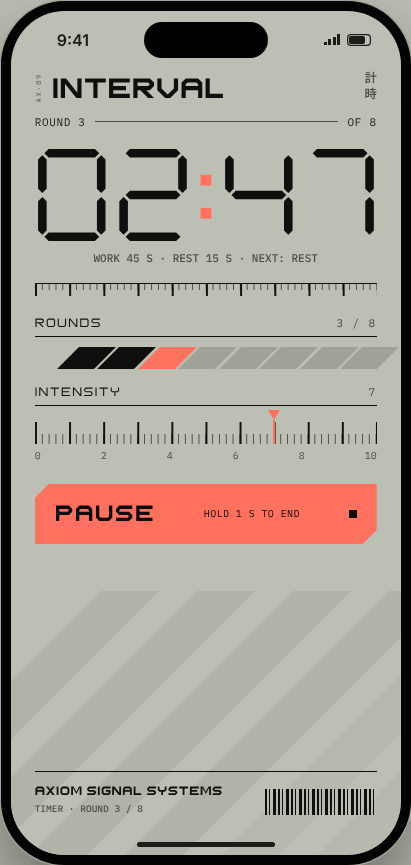 9:41
AX-09
INTERVAL
計時
ROUND 3
OF 8
02:47
WORK 45 S · REST 15 S · NEXT: REST
ROUNDS
3 / 8
INTENSITY
7
0 2 4 6 8 10
PAUSE
HOLD 1 S TO END
AXIOM SIGNAL SYSTEMS
TIMER · ROUND 3 / 8